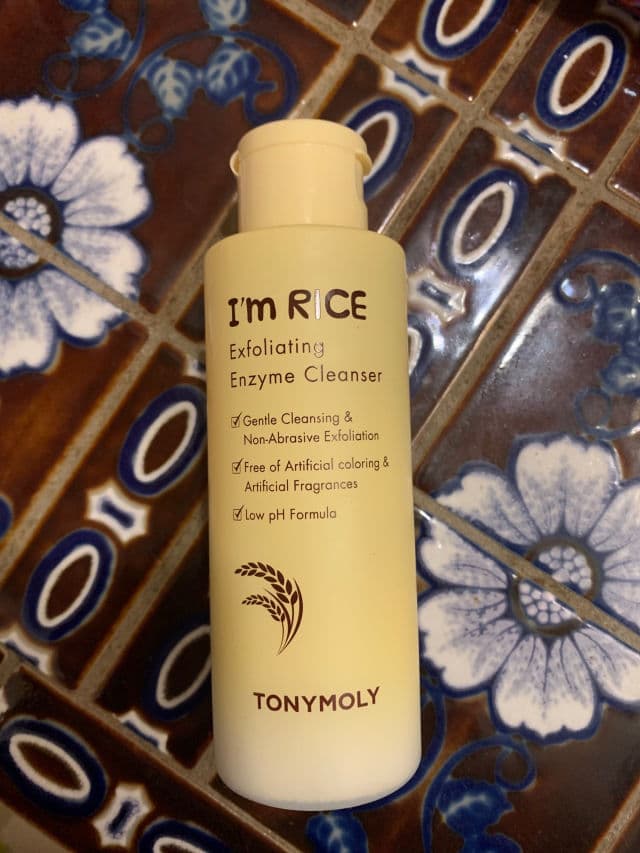 I'm RICE
Exfoliating
Enzyme Cleanser
Gentle Cleansing &
Non-Abrasive Exfoliation
Free of Artificial coloring &
Artificial Fragrances
Low pH Formula
TONYMOLY